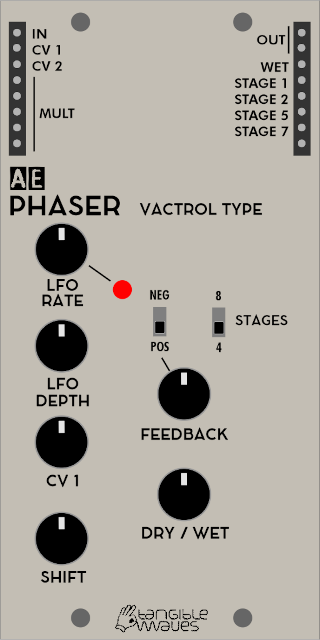 IN
CV 1
CV 2
MULT
OUT
WET
STAGE 1
STAGE 2
STAGE 5
STAGE 7
AE
PHASER VACTROL TYPE
LFO
RATE
NEG 8
STAGES
POS 4
LFO
DEPTH
FEEDBACK
CV 1
DRY / WET
SHIFT
tangible
waves